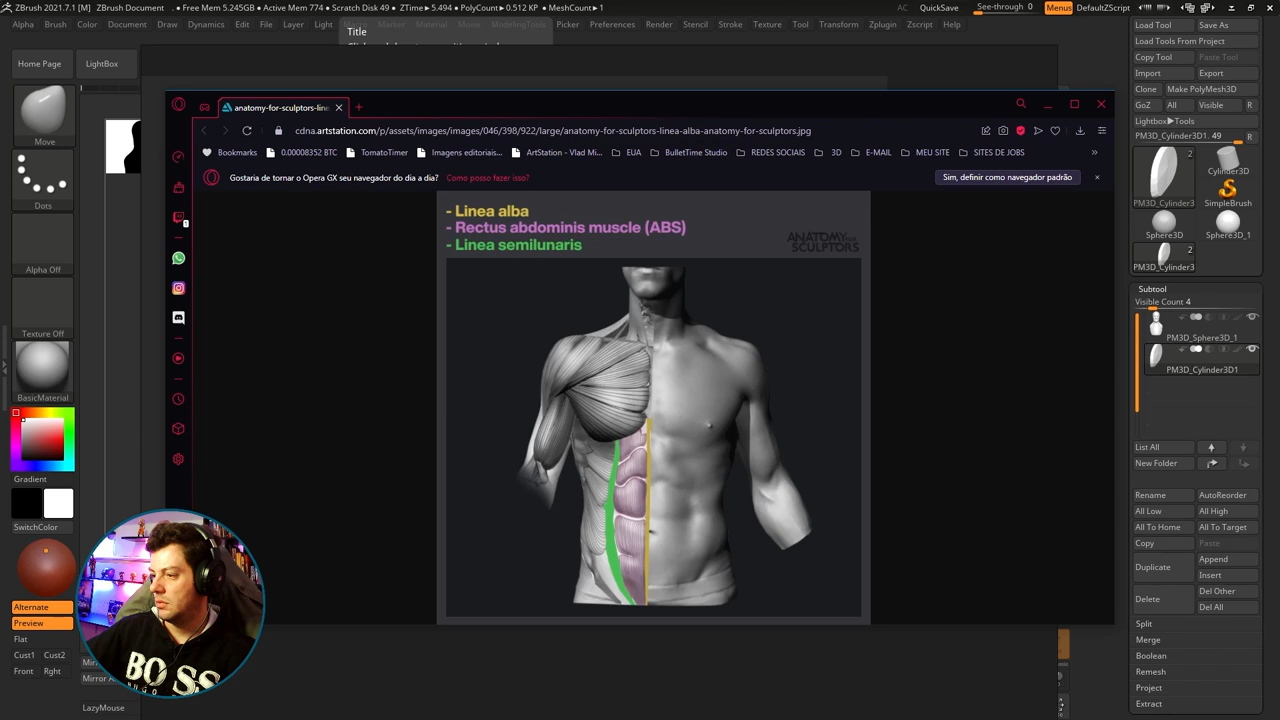 ZBrush 2021.7.1 [M]
ZBrush Document
● Free Mem 5.245GB ● Active Mem 774 ● Scratch Disk 49 ● ZTime►5.494 ● PolyCount►0.512 KP ● MeshCount►1
AC
QuickSave
See-through 0
Menus
DefaultZScript
Alpha
Brush
Color
Document
Draw
Dynamics
Edit
File
Layer
Light
Macro
Marker
Material
Movie
Picker
Preferences
Render
Stencil
Stroke
Texture
Tool
Transform
Zplugin
Zscript
Help
Title
Home Page
LightBox
Move
Dots
Alpha Off
Texture Off
BasicMaterial
Gradient
SwitchColor
Alternate
Preview
Flat
Cust1 Cust2
Front Rght
LazyMouse
anatomy-for-sculptors-line
cdna.artstation.com/p/assets/images/images/046/398/922/large/anatomy-for-sculptors-linea-alba-anatomy-for-sculptors.jpg
Bookmarks
0.00008352 BTC
TomatoTimer
Imagens editoriais...
ArtStation - Vlad Mi...
EUA
BulletTime Studio
REDES SOCIAIS
3D
E-MAIL
MEU SITE
SITES DE JOBS
Gostaria de tornar o Opera GX seu navegador do dia a dia?
Como posso fazer isso?
Sim, definir como navegador padrão
- Linea alba
- Rectus abdominis muscle (ABS)
- Linea semilunaris
ANATOMY FOR
SCULPTORS
BOSS
Load Tool
Save As
Load Tools From Project
Copy Tool
Paste Tool
Import
Export
Clone
Make PolyMesh3D
GoZ
All
Visible
R
Lightbox►Tools
PM3D_Cylinder3D1. 49
R
2
Cylinder3D
PM3D_Cylinder3
SimpleBrush
Sphere3D
Sphere3D_1
2
PM3D_Cylinder3
Subtool
Visible Count 4
PM3D_Sphere3D_1
PM3D_Cylinder3D1
List All
New Folder
Rename
AutoReorder
All Low
All High
All To Home
All To Target
Copy
Paste
Duplicate
Append
Insert
Delete
Del Other
Del All
Split
Merge
Boolean
Remesh
Project
Extract